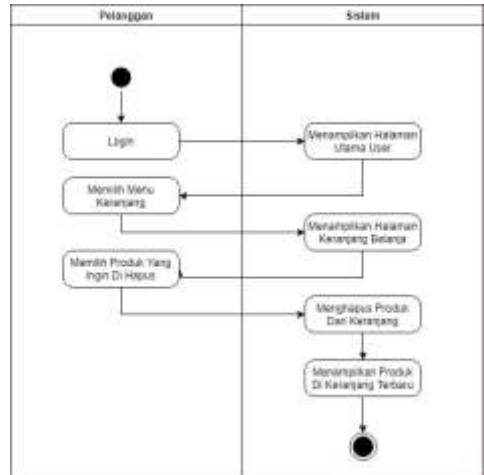 Pelanggan
Sistem
Login
Menampilkan Halaman
Utama User
Memilih Menu
Keranjang
Menampilkan Halaman
Keranjang Belanja
Memilih Produk Yang
Ingin Di Hapus
Menghapus Produk
Dari Keranjang
Menampilkan Produk
Di Keranjang Terbaru